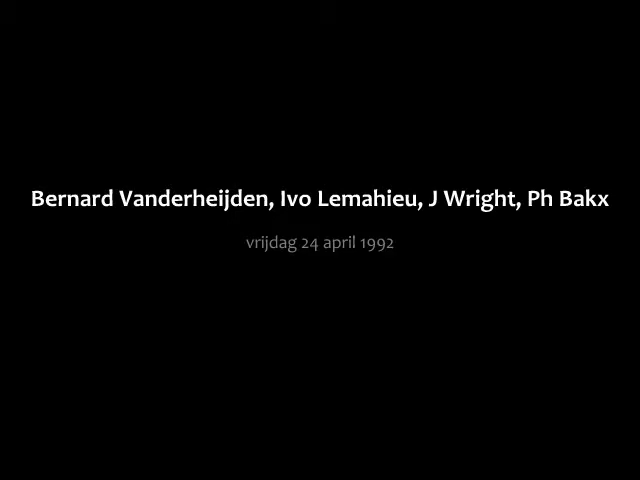 Bernard Vanderheijden, Ivo Lemahieu, J Wright, Ph Bakx
vrijdag 24 april 1992